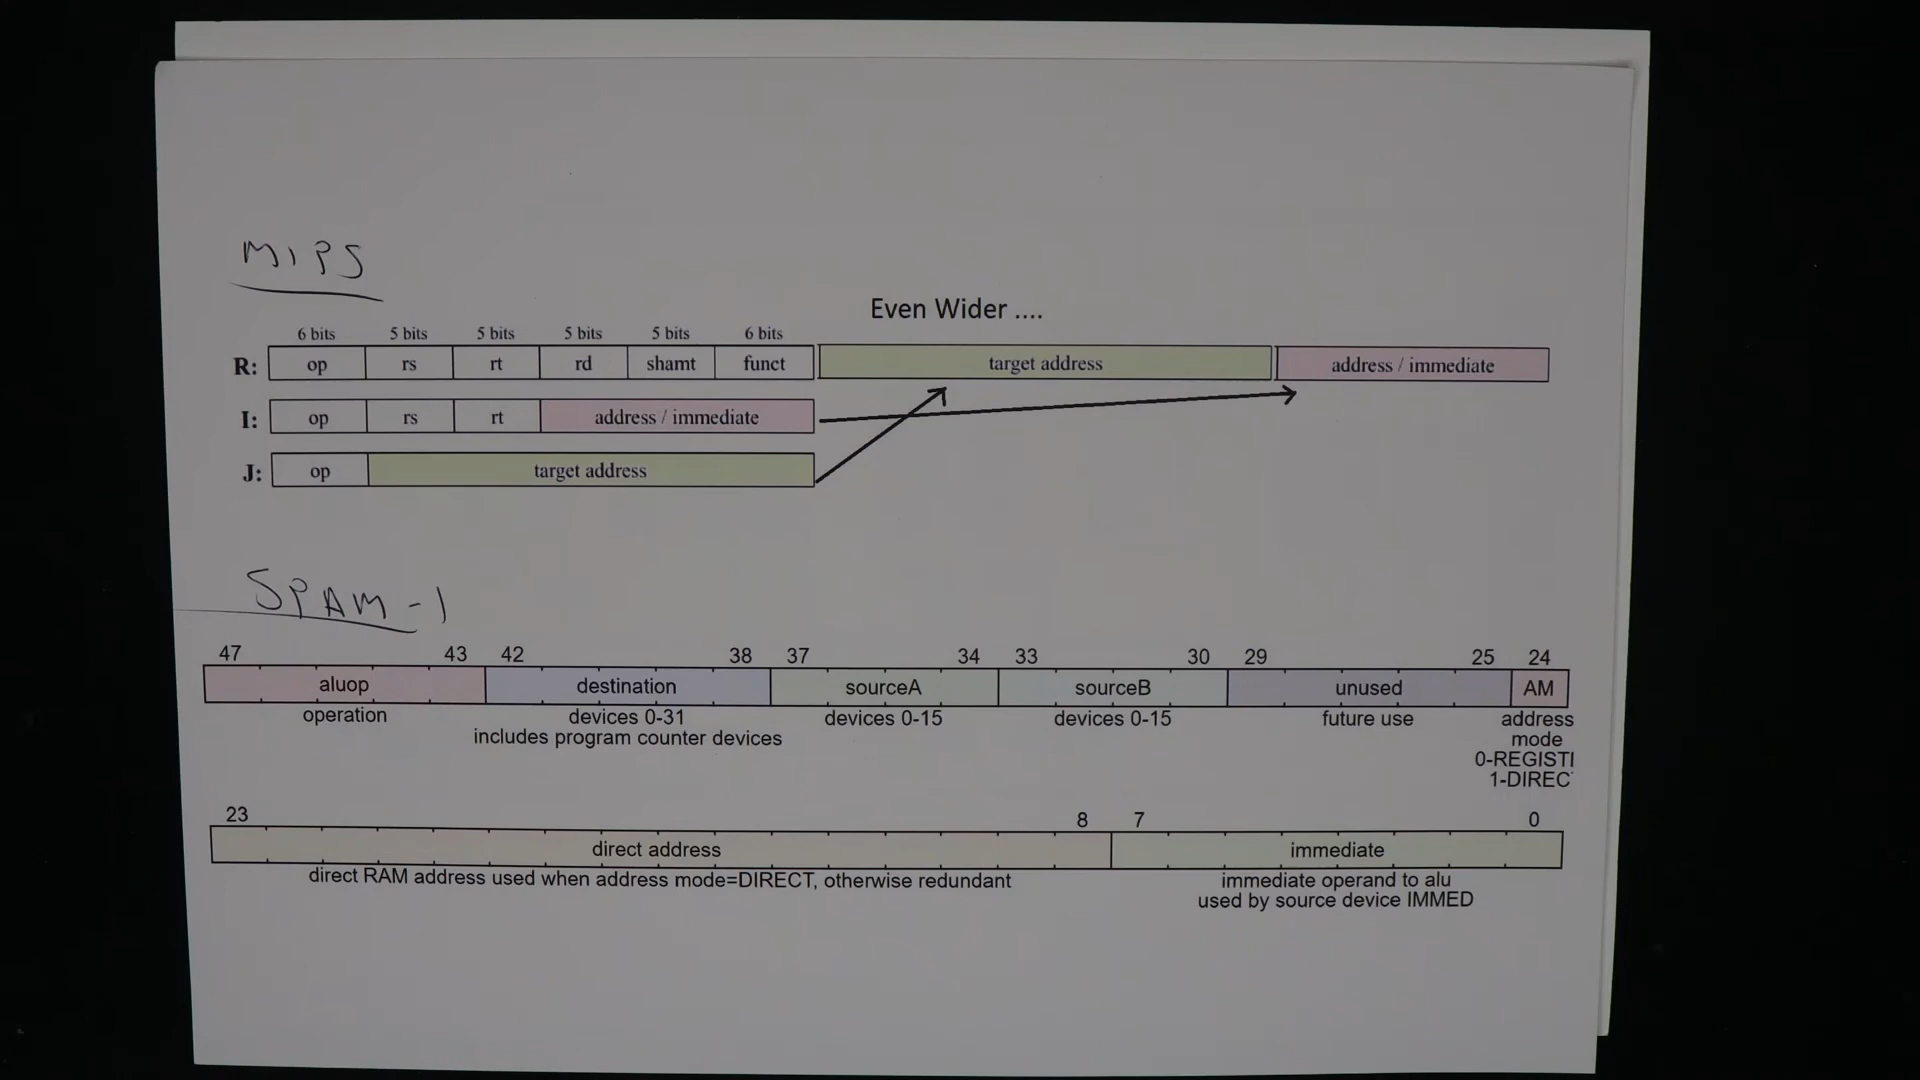 MIPS
Even Wider ....
6 bits 5 bits 5 bits 5 bits 5 bits 6 bits
R: op rs rt rd shamt funct target address address / immediate
I: op rs rt address / immediate
J: op target address
SPAM-1
47 43 42 38 37 34 33 30 29 25 24
aluop destination sourceA sourceB unused AM
operation devices 0-31 devices 0-15 devices 0-15 future use address
includes program counter devices mode
0-REGISTI
1-DIREC
23 8 7 0
direct address immediate
direct RAM address used when address mode=DIRECT, otherwise redundant immediate operand to alu
used by source device IMMED